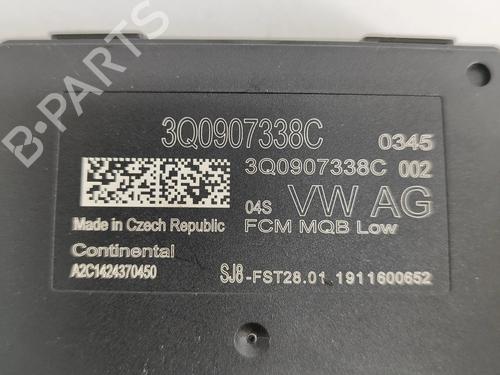 3Q0907338C 0345
3Q0907338C 002
04S VW AG
Made in Czech Republic FCM MQB Low
Continental
A2C1424370450 SJ8-FST28.01 1911600652
B-PARTS